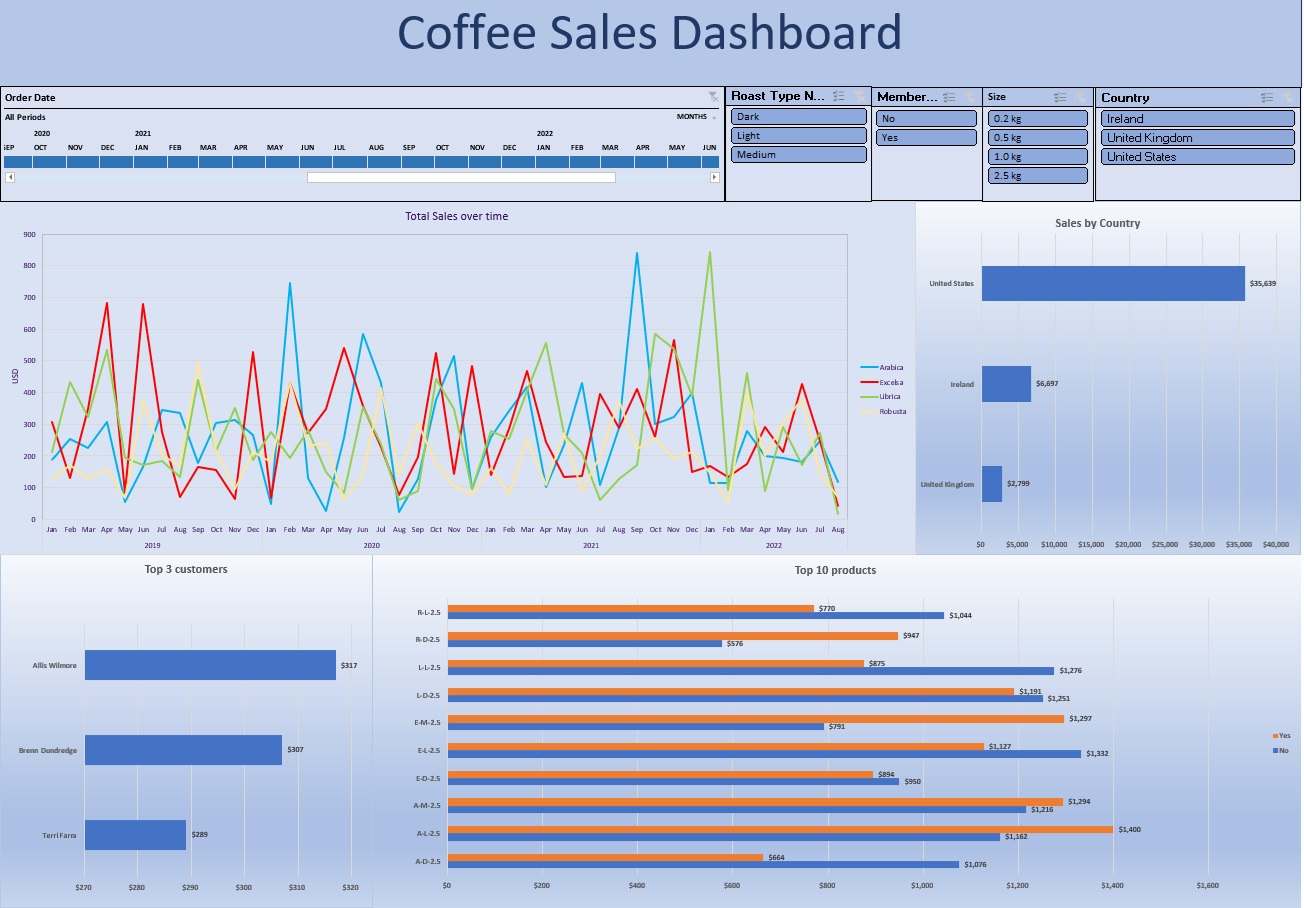 Coffee Sales Dashboard
Order Date
All Periods MONTHS
2020 2021 2022
SEP OCT NOV DEC JAN FEB MAR APR MAY JUN JUL AUG SEP OCT NOV DEC JAN FEB MAR APR MAY JUN
Roast Type N...
Dark
Light
Medium
Member...
No
Yes
Size
0.2 kg
0.5 kg
1.0 kg
2.5 kg
Country
Ireland
United Kingdom
United States
Total Sales over time
USD
900
800
700
600
500
400
300
200
100
0
Jan Feb Mar Apr May Jun Jul Aug Sep Oct Nov Dec Jan Feb Mar Apr May Jun Jul Aug Sep Oct Nov Dec Jan Feb Mar Apr May Jun Jul Aug Sep Oct Nov Dec Jan Feb Mar Apr May Jun Jul Aug
2019 2020 2021 2022
Arabica
Excelsa
Librica
Robusta
Sales by Country
United States $35,639
Ireland $6,697
United Kingdom $2,799
$0 $5,000 $10,000 $15,000 $20,000 $25,000 $30,000 $35,000 $40,000
Top 3 customers
Allis Wilmore $317
Brenn Dundredge $307
Terri Farra $289
$270 $280 $290 $300 $310 $320
Top 10 products
R-L-2.5 $770
$1,044
R-D-2.5 $947
$576
L-L-2.5 $875
$1,276
L-D-2.5 $1,191
$1,251
E-M-2.5 $1,297
$791
E-L-2.5 $1,127
$1,332
E-D-2.5 $894
$950
A-M-2.5 $1,294
$1,216
A-L-2.5 $1,400
$1,162
A-D-2.5 $664
$1,076
$0 $200 $400 $600 $800 $1,000 $1,200 $1,400 $1,600
Yes
No